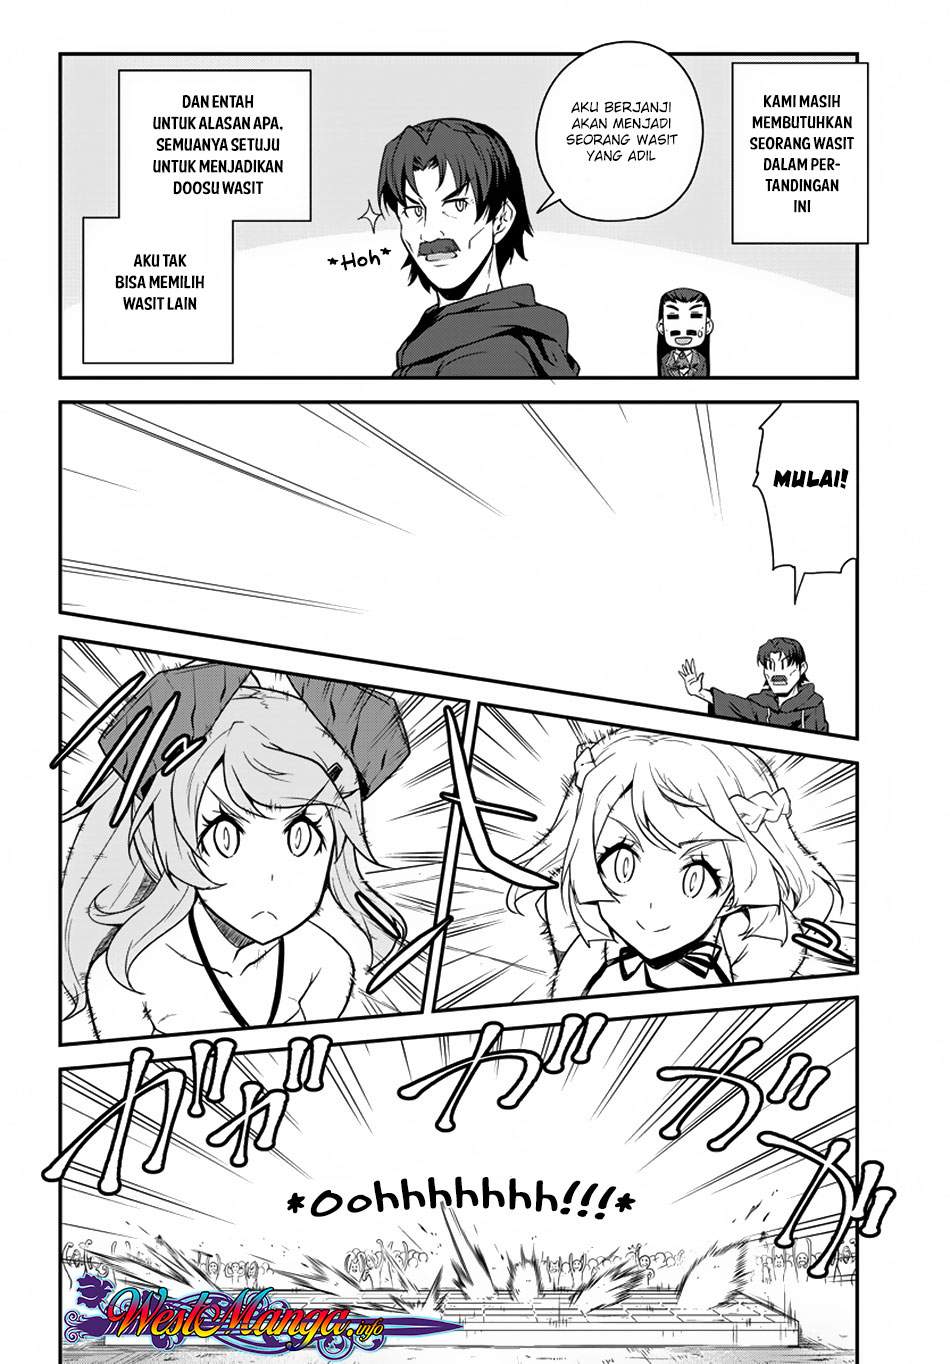 KAMI MASIH
MEMBUTUHKAN
SEORANG WASIT
DALAM PER-
TANDINGAN
INI
AKU BERJANJI
AKAN MENJADI
SEORANG WASIT
YANG ADIL
*Hoh*
DAN ENTAH
UNTUK ALASAN APA,
SEMUANYA SETUJU
UNTUK MENJADIKAN
DOOSU WASIT
AKU TAK
BISA MEMILIH
WASIT LAIN
MULAI!
*Oohhhhhhhh!!!*
WestManga.info